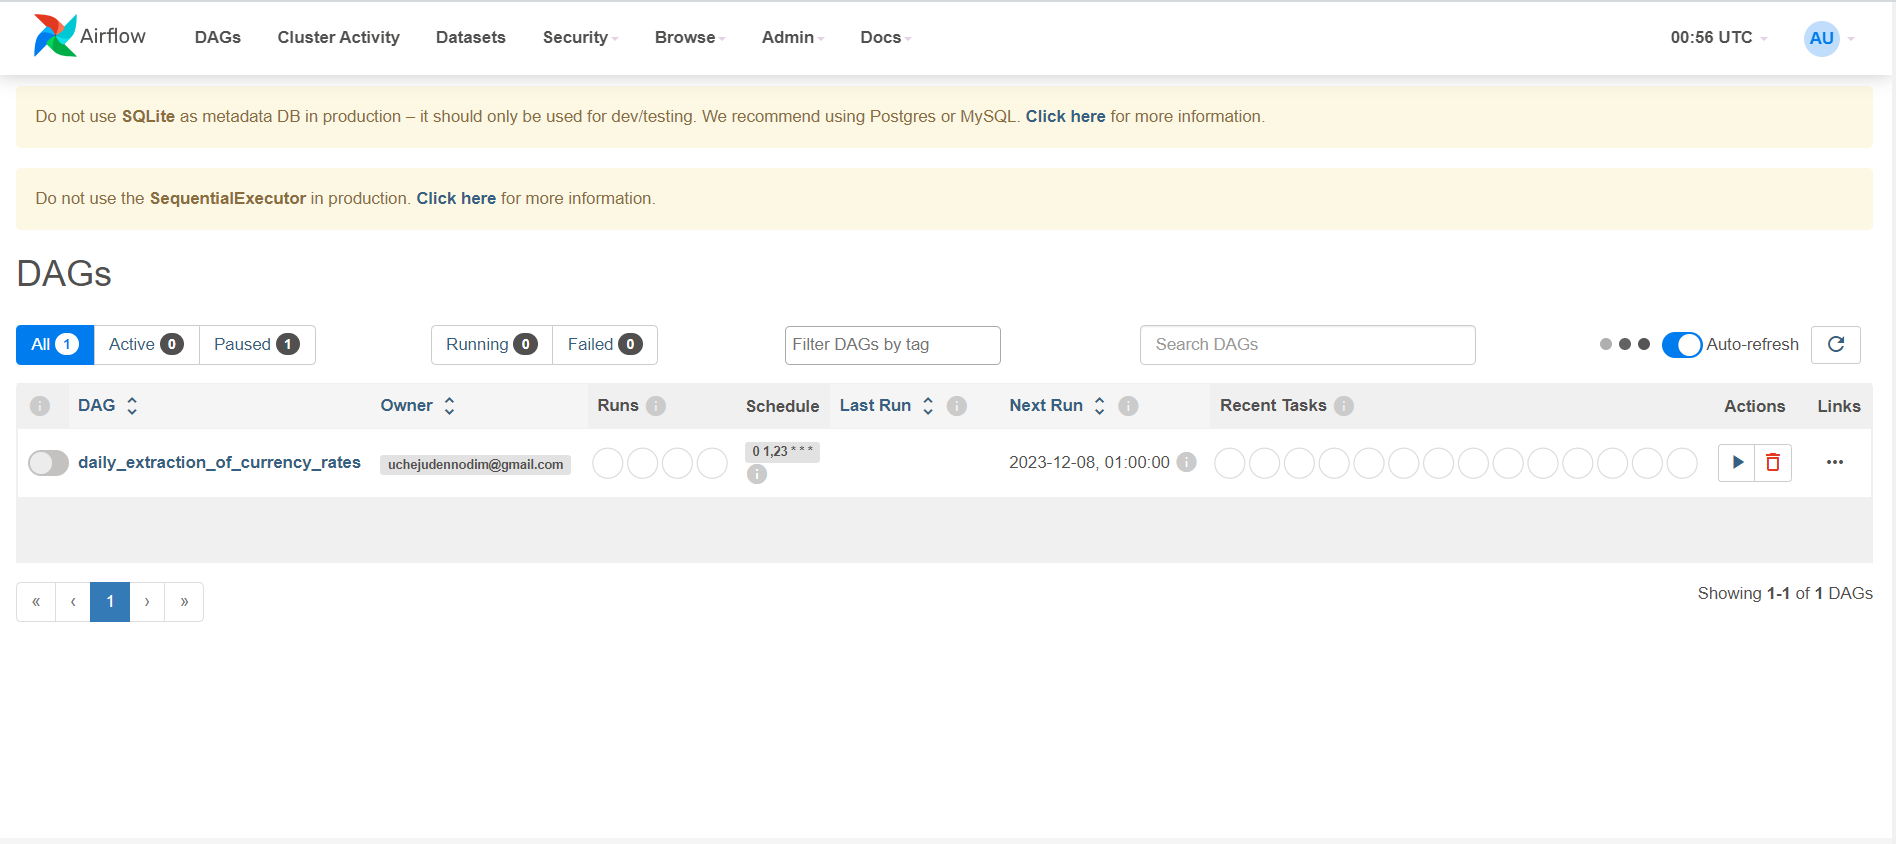 Airflow DAGs Cluster Activity Datasets Security Browse Admin Docs 00:56 UTC AU
Do not use SQLite as metadata DB in production – it should only be used for dev/testing. We recommend using Postgres or MySQL. Click here for more information.
Do not use the SequentialExecutor in production. Click here for more information.
DAGs
All 1 Active 0 Paused 1 Running 0 Failed 0 Filter DAGs by tag Search DAGs Auto-refresh
i DAG Owner Runs i Schedule Last Run i Next Run i Recent Tasks i Actions Links
daily_extraction_of_currency_rates uchejudennodim@gmail.com 0 1,23 * * * i 2023-12-08, 01:00:00 i
« ‹ 1 › » Showing 1-1 of 1 DAGs